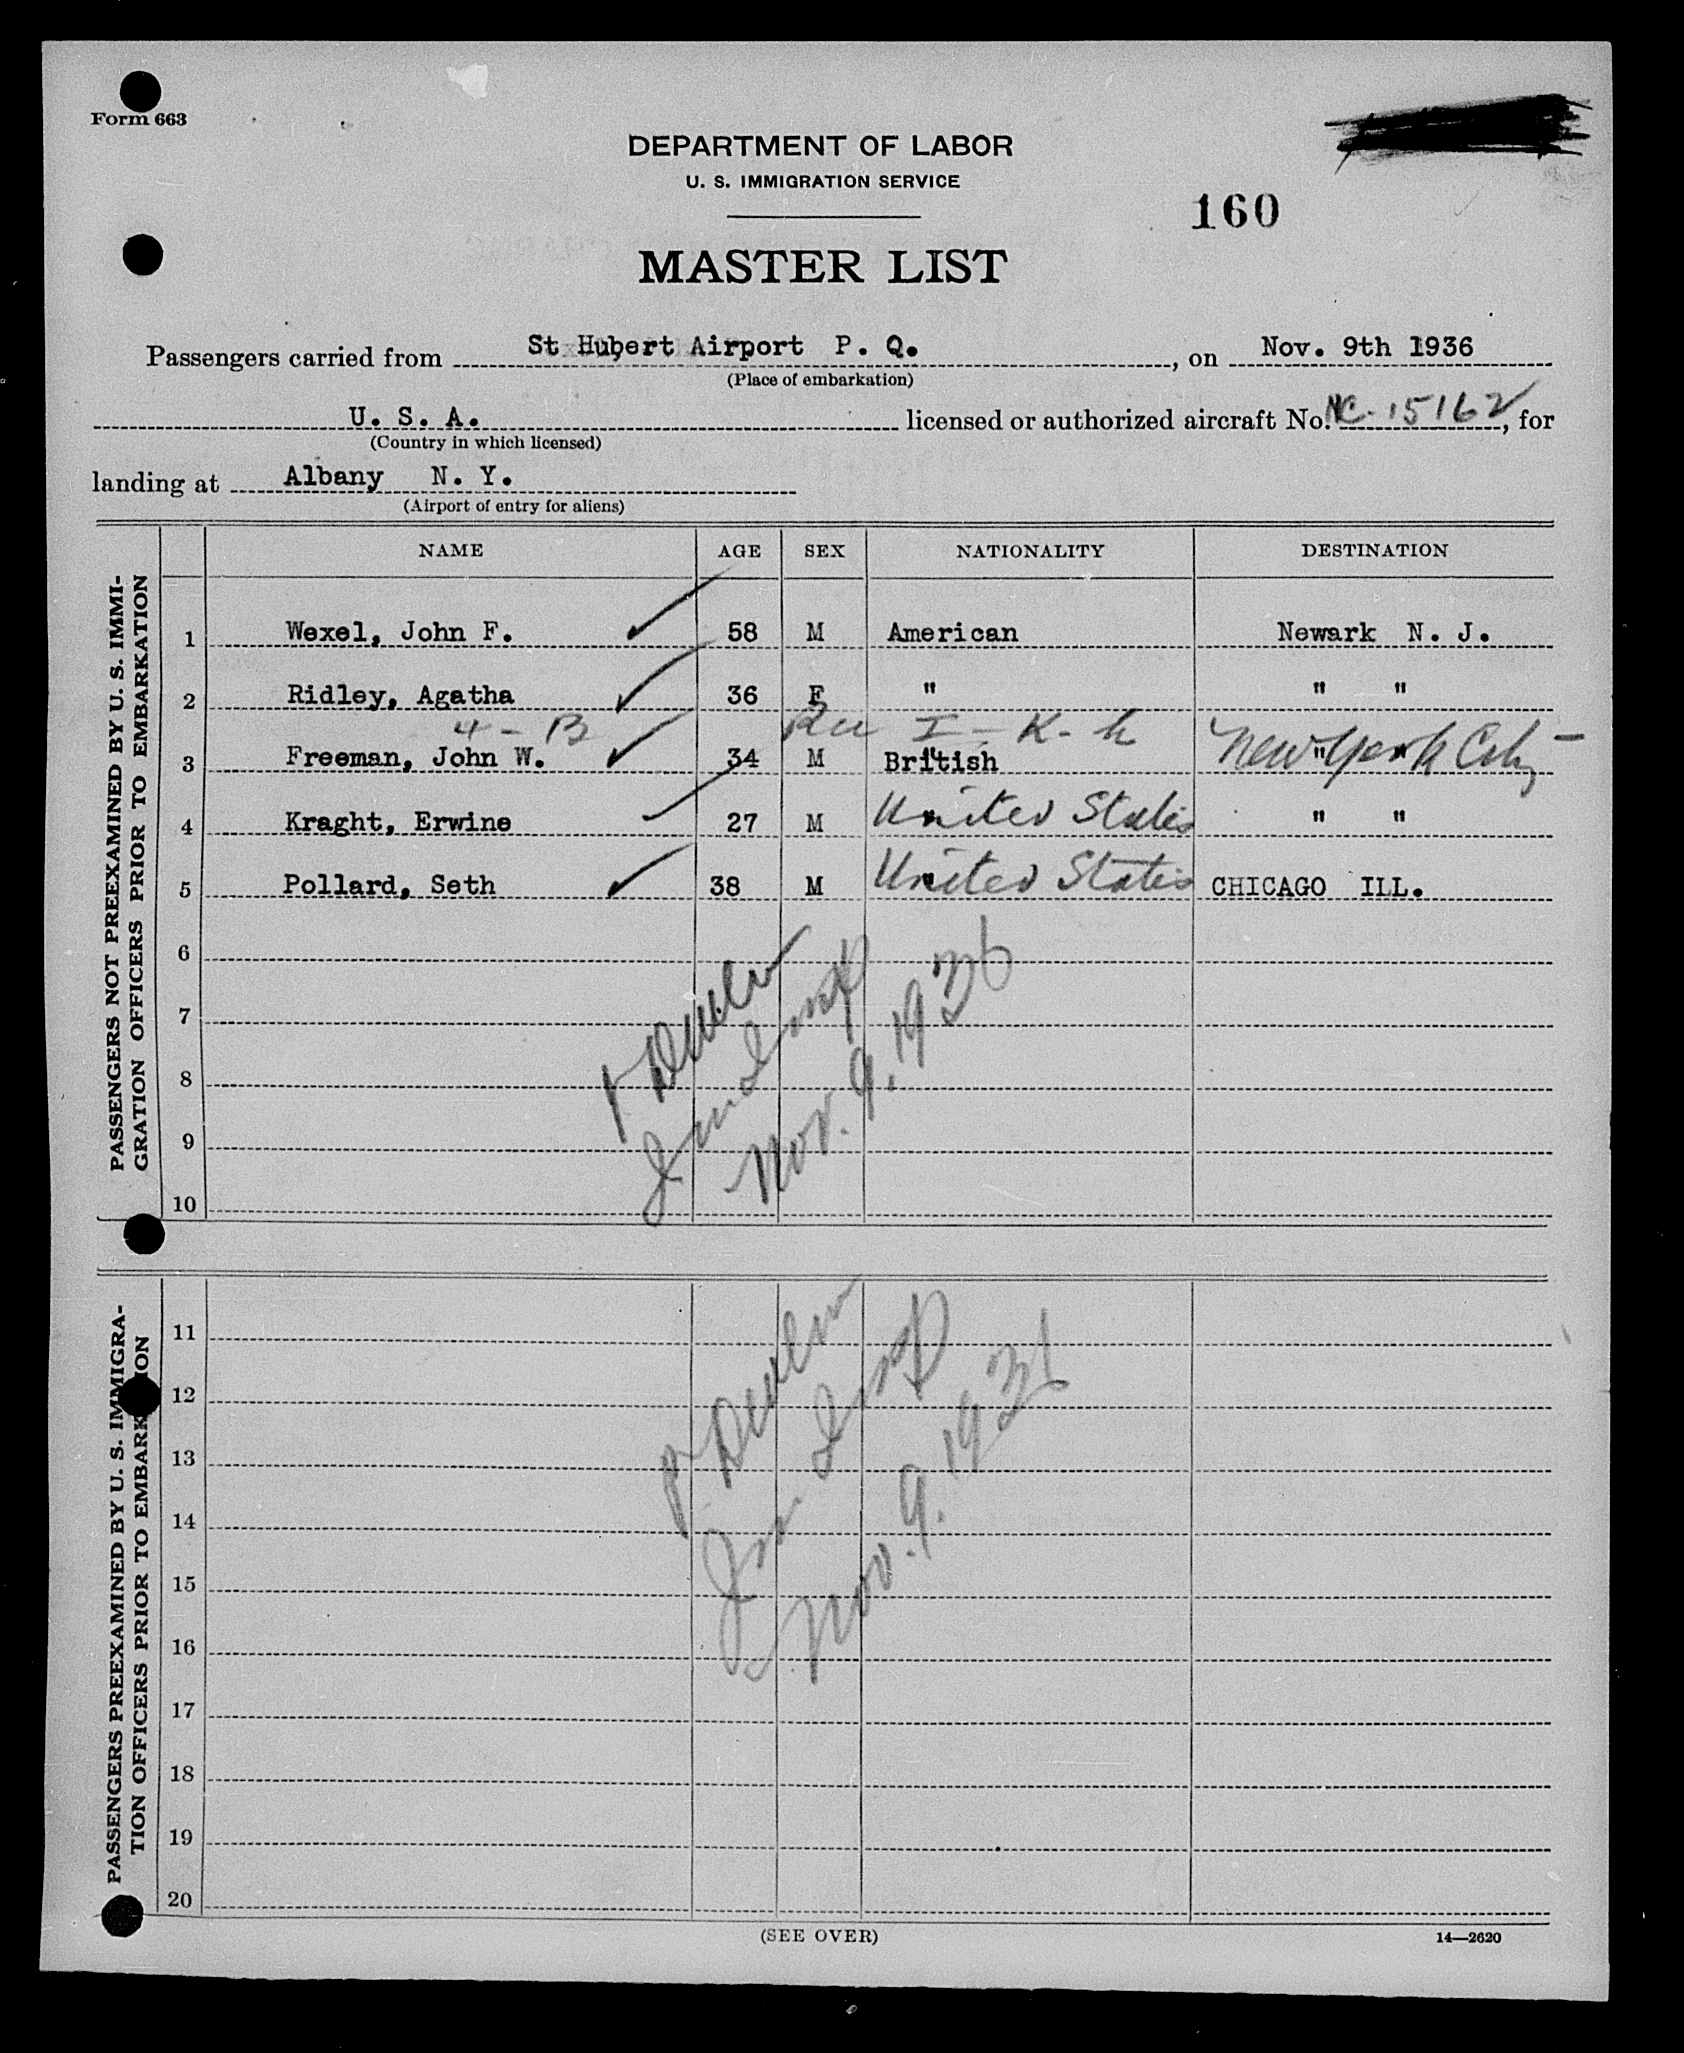 Form 663
DEPARTMENT OF LABOR
U. S. IMMIGRATION SERVICE
160
MASTER LIST
Passengers carried from St Hubert Airport P. Q. , on Nov. 9th 1936
(Place of embarkation)
U. S. A. licensed or authorized aircraft No. NC-15162, for
(Country in which licensed)
landing at Albany N. Y.
(Airport of entry for aliens)
NAME AGE SEX NATIONALITY DESTINATION
PASSENGERS NOT PREEXAMINED BY U. S. IMMI-
GRATION OFFICERS PRIOR TO EMBARKATION
1 Wexel, John F. 58 M American Newark N. J.
2 Ridley, Agatha 36 F " " "
4 - B I - K - h
3 Freeman, John W. 34 M British New York City
4 Kraght, Erwine 27 M United States " "
5 Pollard, Seth 38 M United States CHICAGO ILL.
6
7
8
9
10
Nov. 9, 1936
PASSENGERS PREEXAMINED BY U. S. IMMIGRA-
TION OFFICERS PRIOR TO EMBARKATION
11
12
13
14
15
16
17
18
19
20
Nov. 9. 1936
(SEE OVER)
14—2620